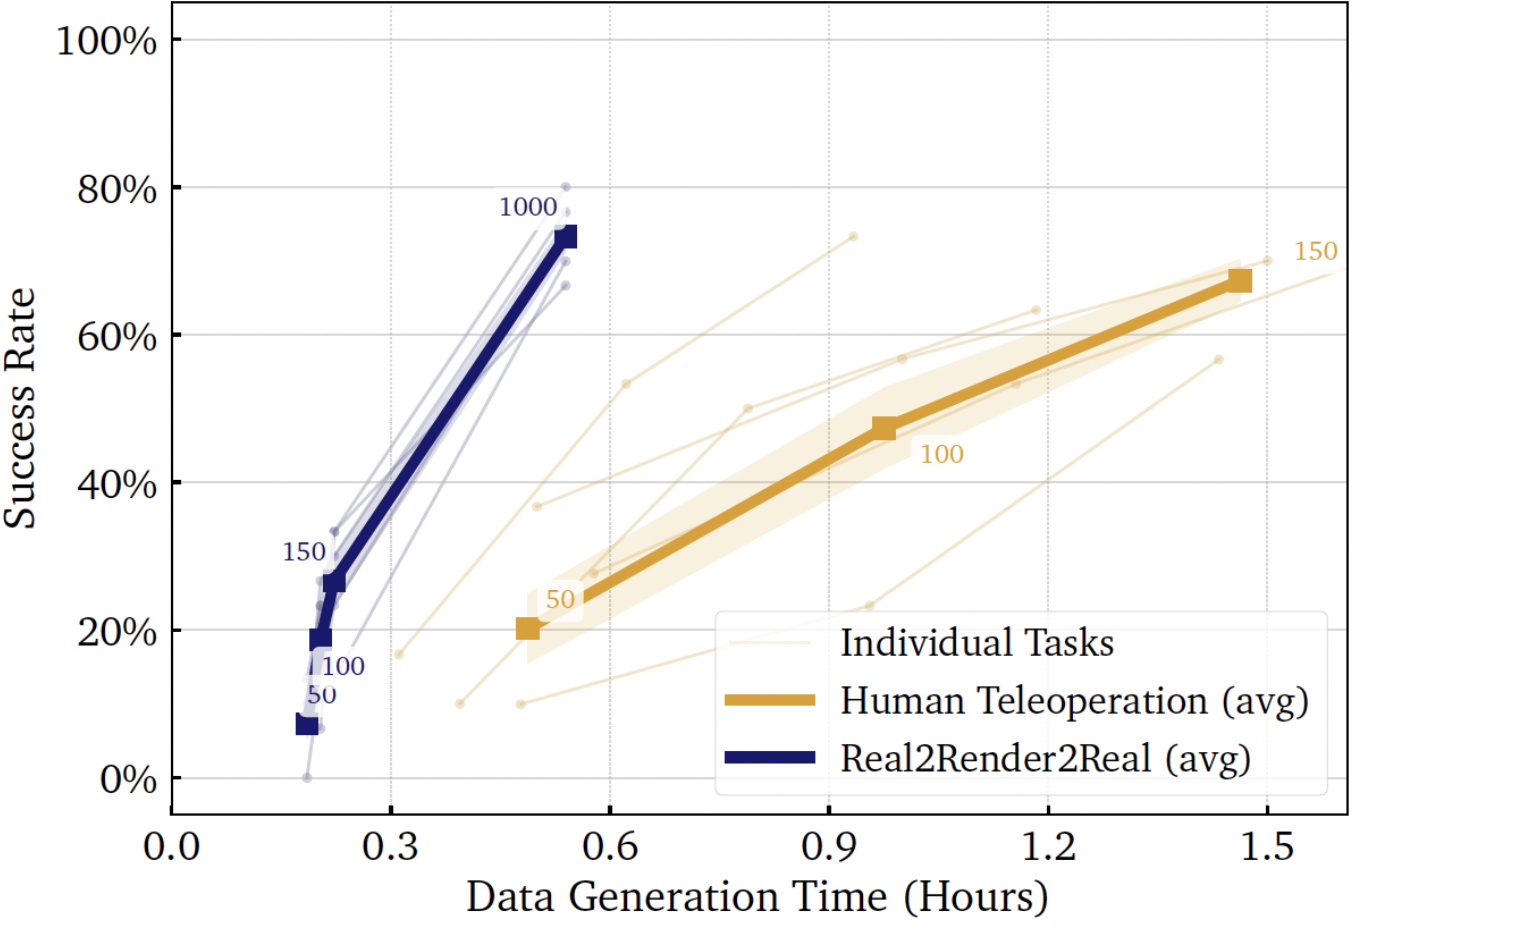 100%
80%
60%
40%
20%
0%
Success Rate
1000
150
100
50
150
100
50
Individual Tasks
Human Teleoperation (avg)
Real2Render2Real (avg)
0.0 0.3 0.6 0.9 1.2 1.5
Data Generation Time (Hours)